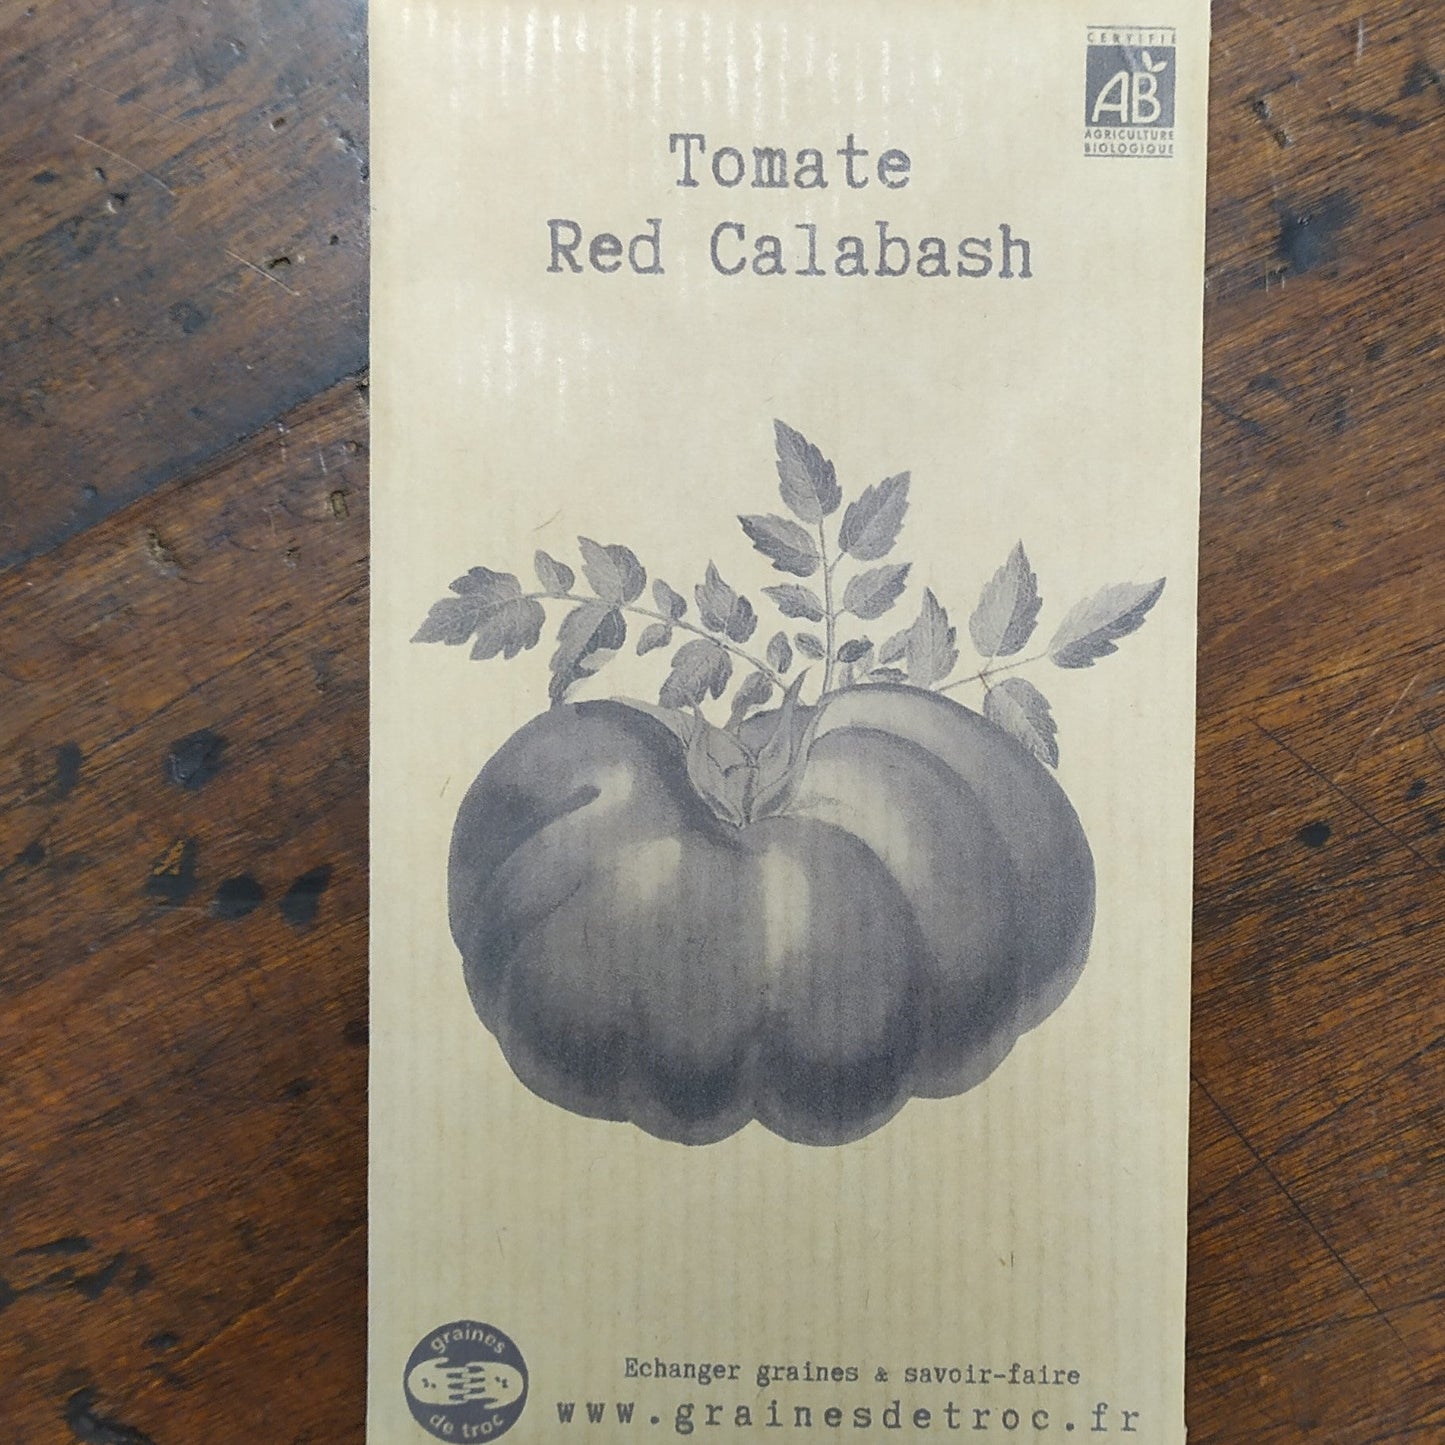 CERTIFIÉ
AB
AGRICULTURE
BIOLOGIQUE
Tomate
Red Calabash
graines
de troc
Echanger graines & savoir-faire
www.grainesdetroc.fr